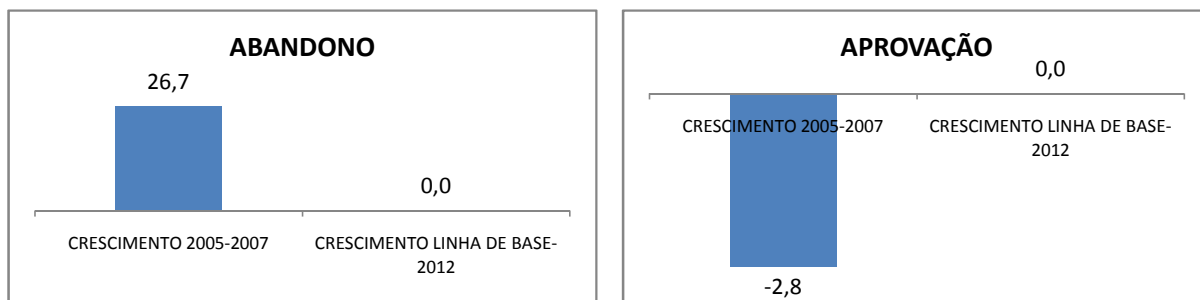 ABANDONO
26,7
0,0
CRESCIMENTO 2005-2007
CRESCIMENTO LINHA DE BASE-
2012
APROVAÇÃO
0,0
CRESCIMENTO 2005-2007
CRESCIMENTO LINHA DE BASE-
2012
-2,8